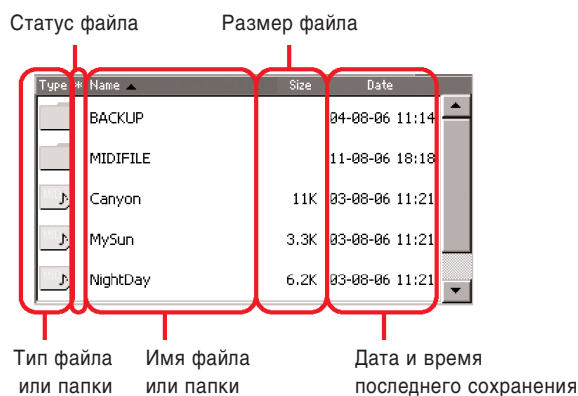 Статус файла Размер файла
Type * Name ▲ Size Date
BACKUP 04-08-06 11:14
MIDIFILE 11-08-06 18:18
Canyon 11K 03-08-06 11:21
MySun 3.3K 03-08-06 11:21
NightDay 6.2K 03-08-06 11:21
Тип файла Имя файла Дата и время
или папки или папки последнего сохранения